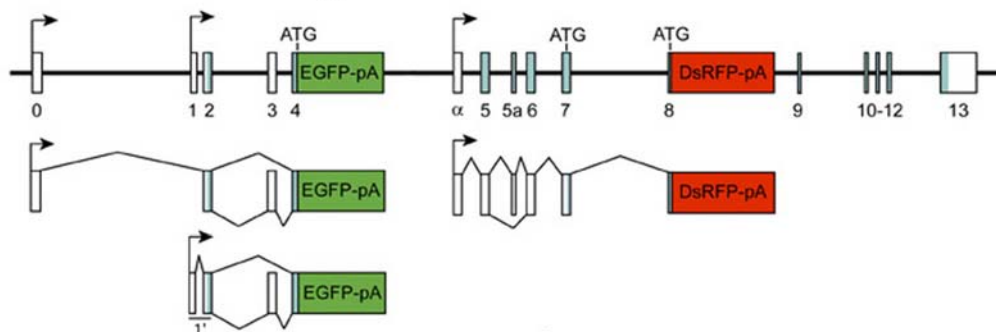 ATG ATG ATG
EGFP-pA DsRFP-pA
0 1 2 3 4 α 5 5a 6 7 8 9 10-12 13
EGFP-pA DsRFP-pA
EGFP-pA
1'